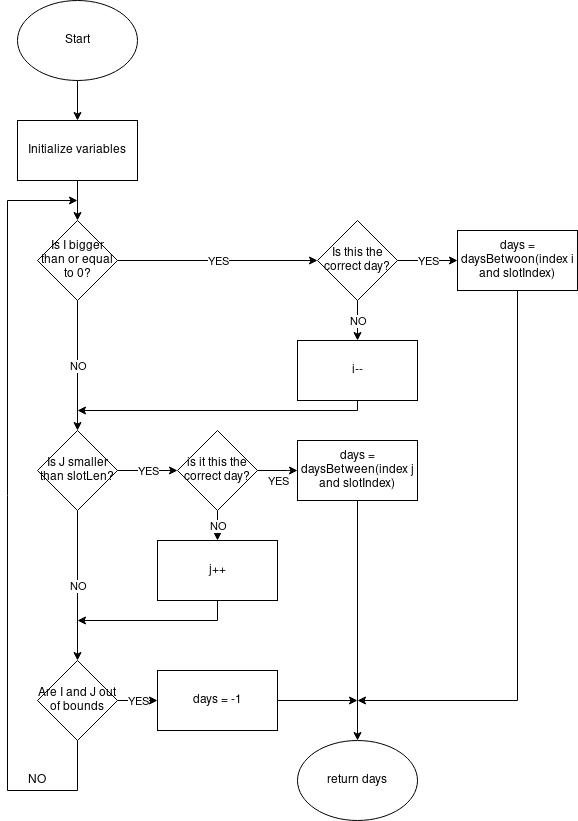 Start
Initialize variables
Is I bigger
than or equal
to 0?
YES
Is this the
correct day?
YES
days =
daysBetwoon(index i
and slotIndex)
NO
i--
NO
Is J smaller
than slotLen?
YES
is it this the
correct day?
YES
days =
daysBetween(index j
and slotIndex)
NO
j++
NO
Are I and J out
of bounds
YES
days = -1
NO
return days